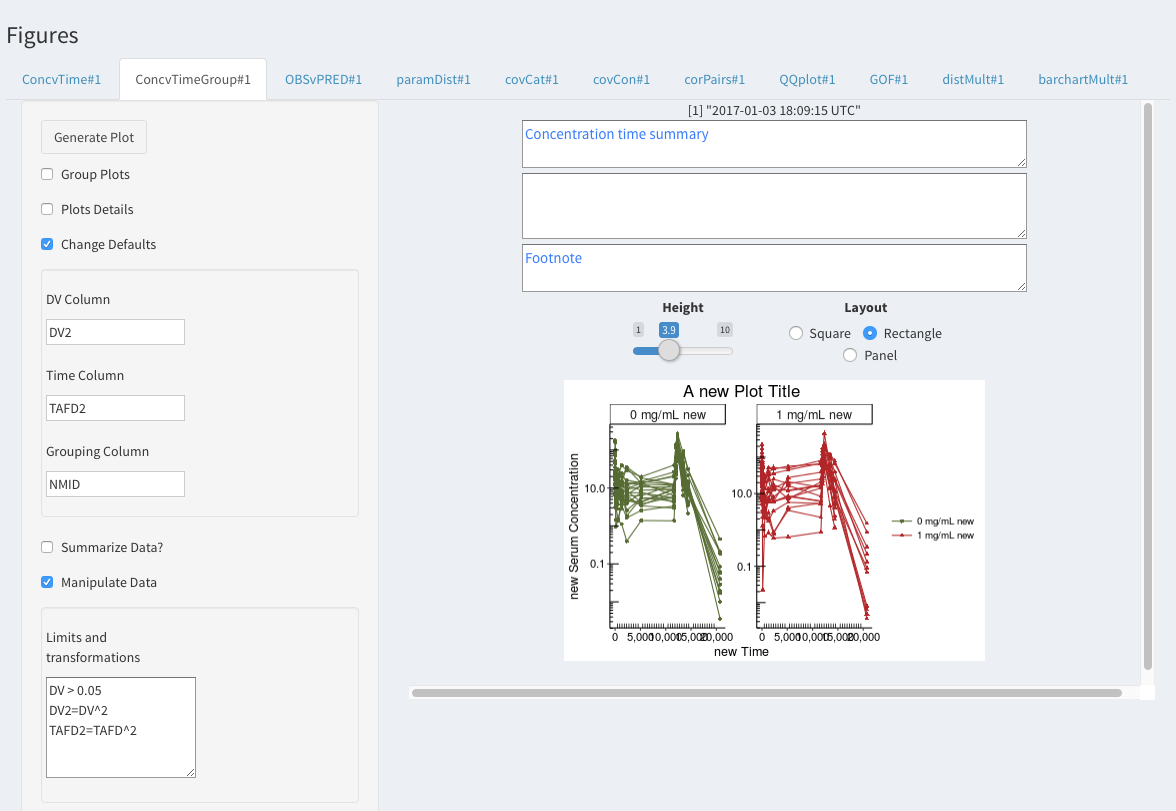 Figures
ConcvTime#1 ConcvTimeGroup#1 OBSvPRED#1 paramDist#1 covCat#1 covCon#1 corPairs#1 QQplot#1 GOF#1 distMult#1 barchartMult#1
Generate Plot
Group Plots
Plots Details
Change Defaults
DV Column
DV2
Time Column
TAFD2
Grouping Column
NMID
Summarize Data?
Manipulate Data
Limits and
transformations
DV > 0.05
DV2=DV^2
TAFD2=TAFD^2
[1] "2017-01-03 18:09:15 UTC"
Concentration time summary
Footnote
Height Layout
1 3.9 10
Square Rectangle
Panel
A new Plot Title
0 mg/mL new 1 mg/mL new
new Serum Concentration
10.0 10.0
0.1 0.1
0 5,000 10,000 15,000 20,000 0 5,000 10,000 15,000 20,000
new Time
0 mg/mL new
1 mg/mL new